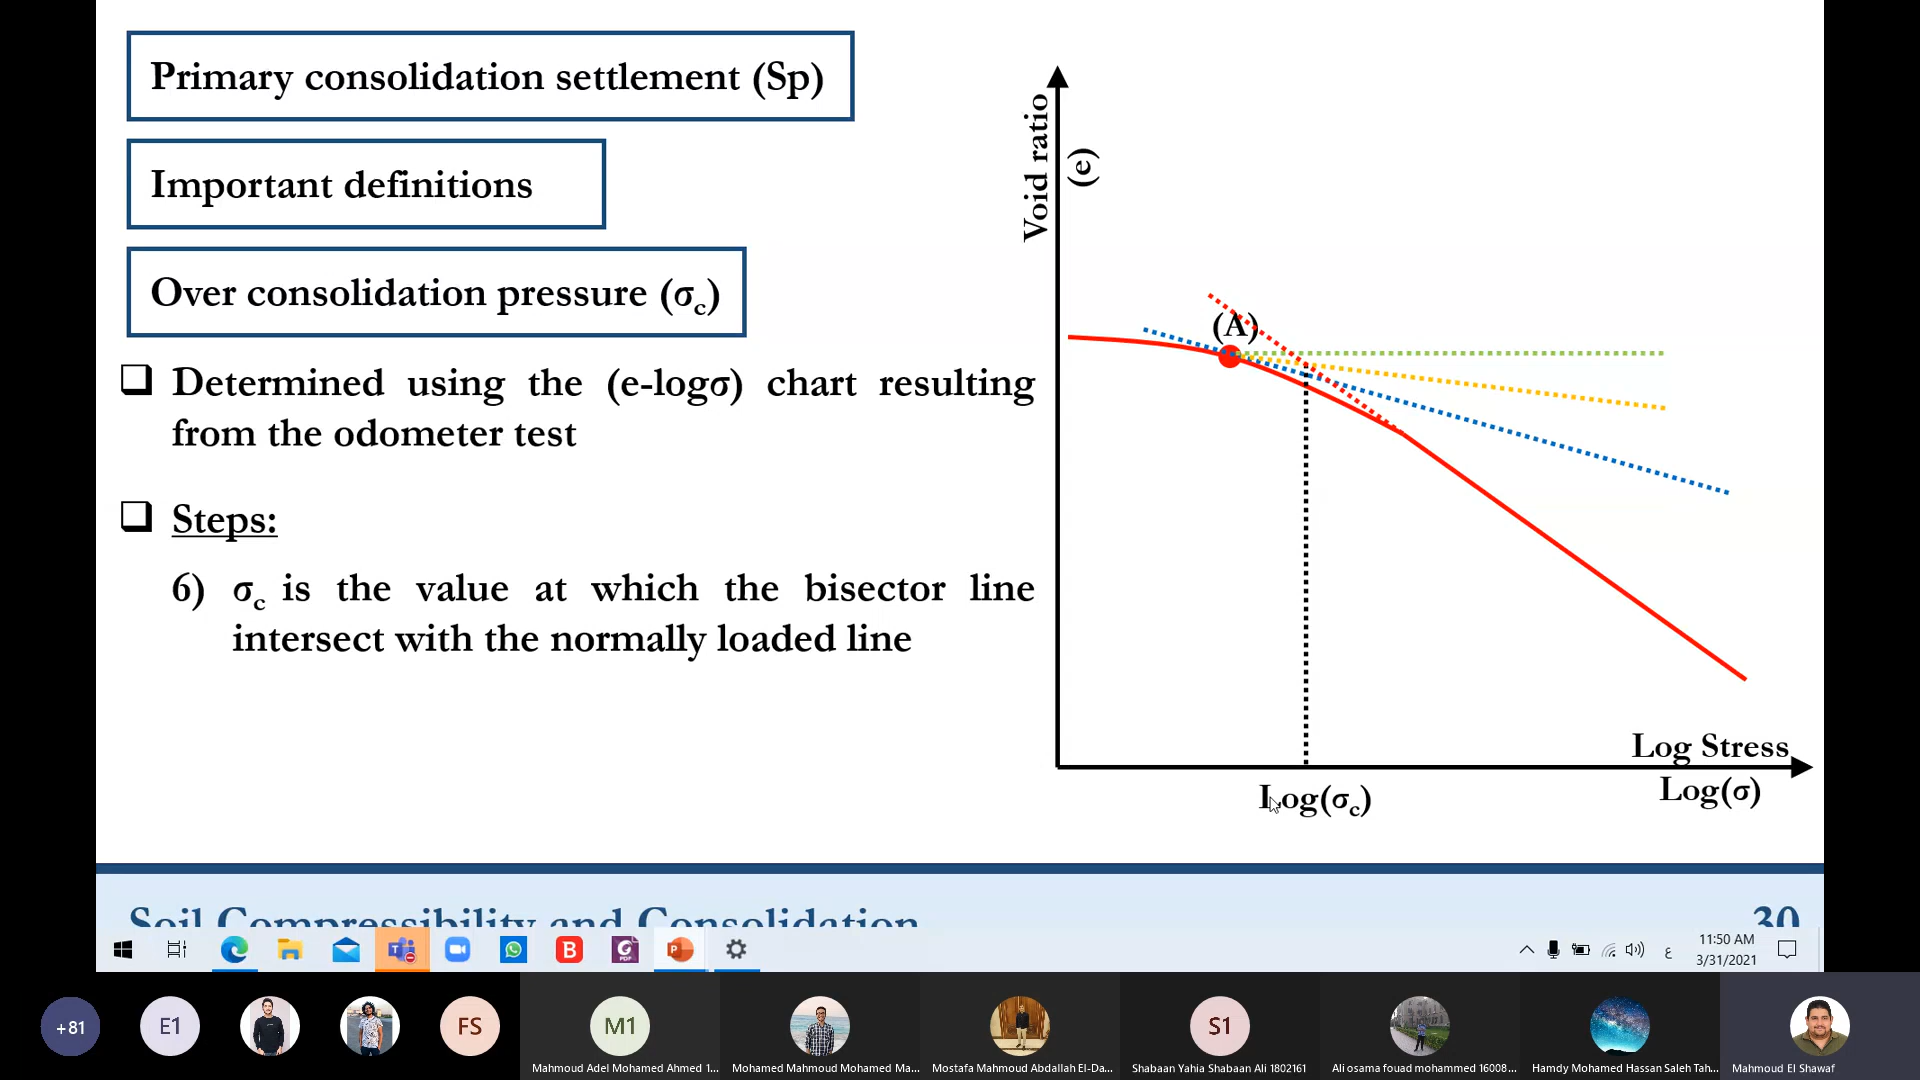 Primary consolidation settlement (Sp)
Important definitions
Over consolidation pressure (σc)
❑ Determined using the (e-logσ) chart resulting
from the odometer test
❑ Steps:
6) σc is the value at which the bisector line
intersect with the normally loaded line
Void ratio
(e)
(A)
Log Stress
Log(σ)
Log(σc)
Soil Compressibility and Consolidation
30
ع
11:50 AM
3/31/2021
+81
E1
FS
M1
S1
Mahmoud Adel Mohamed Ahmed 1...
Mohamed Mahmoud Mohamed Ma...
Mostafa Mahmoud Abdallah El-Da...
Shabaan Yahia Shabaan Ali 1802161
Ali osama fouad mohammed 16008...
Hamdy Mohamed Hassan Saleh Tah...
Mahmoud El Shawaf